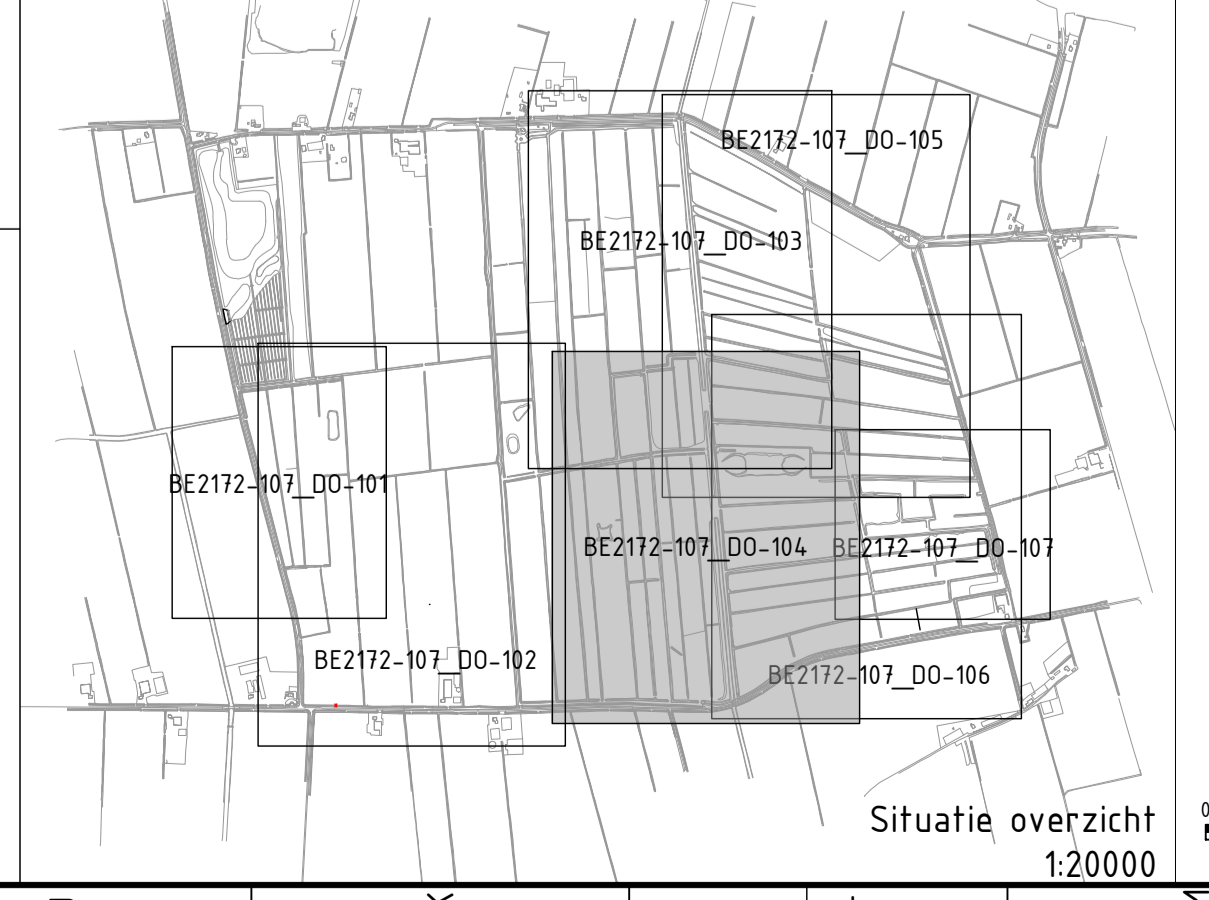 BE2172-107_DO-105
BE2172-107_DO-103
BE2172-107_DO-101
BE2172-107_DO-104
BE2172-107_DO-107
BE2172-107_DO-102
BE2172-107_DO-106
Situatie overzicht
1:20000